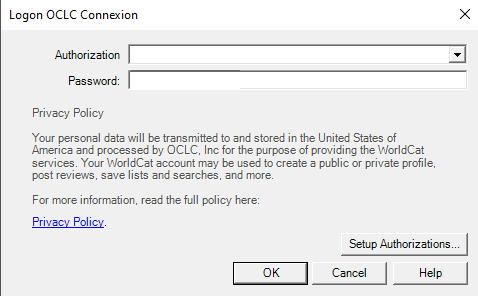 Logon OCLC Connexion
Authorization
Password:
Privacy Policy
Your personal data will be transmitted to and stored in the United States of
America and processed by OCLC, Inc for the purpose of providing the WorldCat
services. Your WorldCat account may be used to create a public or private profile,
post reviews, save lists and searches, and more.
For more information, read the full policy here:
Privacy Policy.
Setup Authorizations...
OK Cancel Help